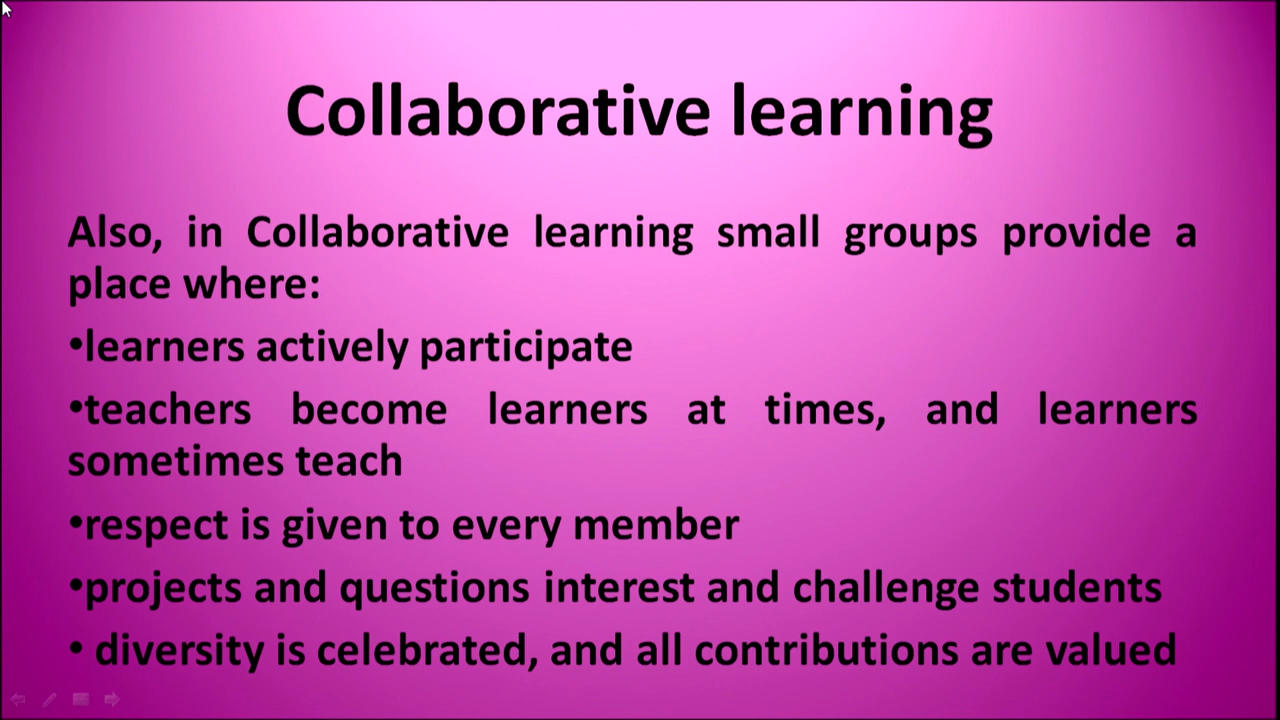 Collaborative learning
Also, in Collaborative learning small groups provide a
place where:
•learners actively participate
•teachers become learners at times, and learners
sometimes teach
•respect is given to every member
•projects and questions interest and challenge students
• diversity is celebrated, and all contributions are valued